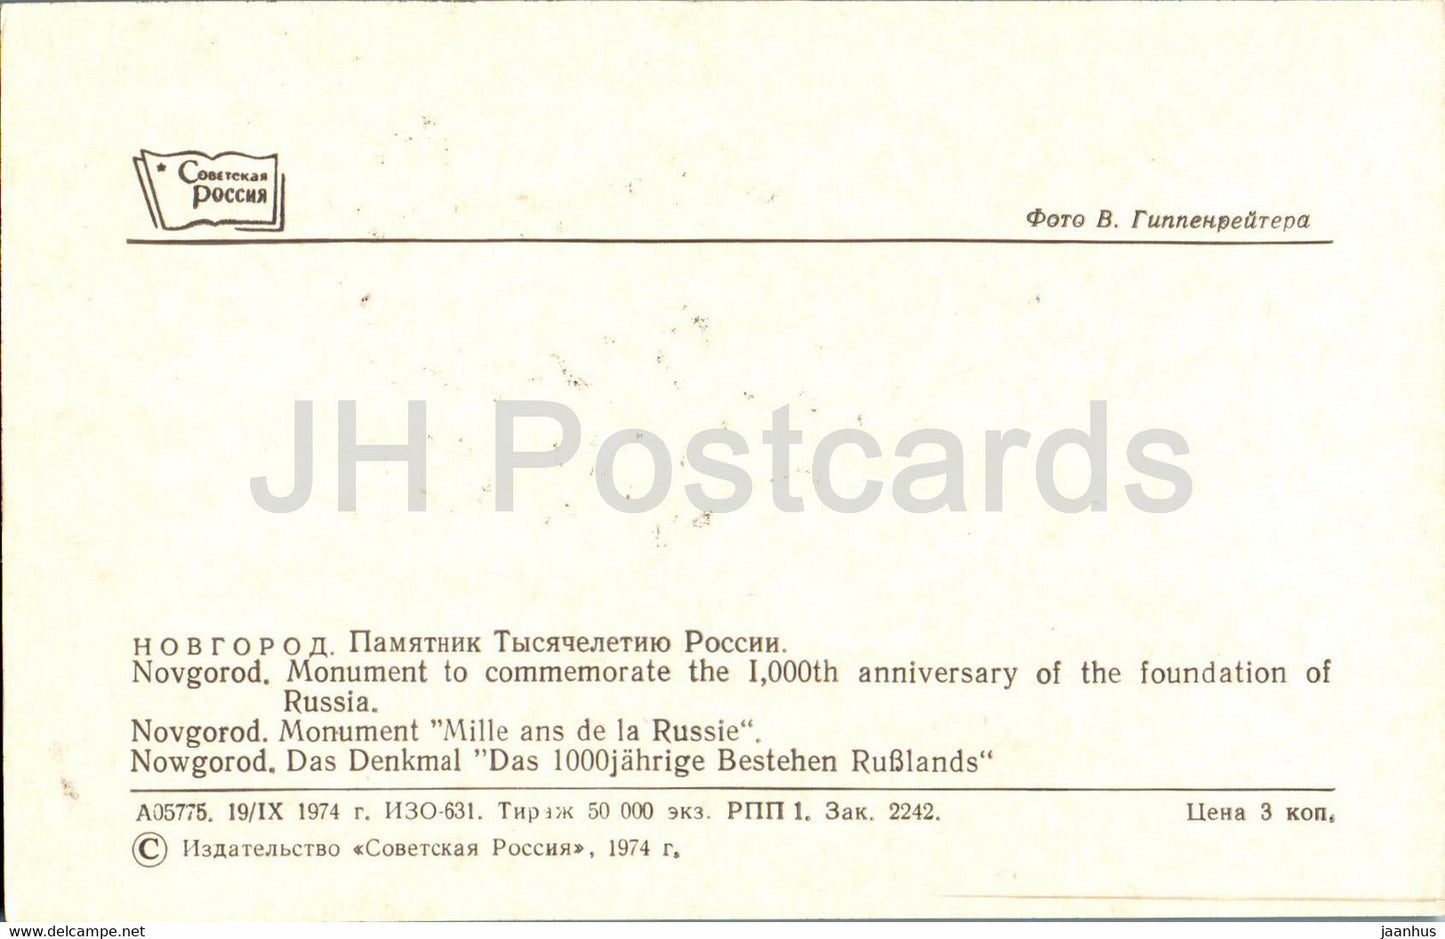 Советская
Россия
Фото В. Гиппенрейтера
JH Postcards
НОВГОРОД. Памятник Тысячелетию России.
Novgorod. Monument to commemorate the I,000th anniversary of the foundation of
Russia.
Novgorod. Monument "Mille ans de la Russie“.
Nowgorod. Das Denkmal "Das 1000jährige Bestehen Rußlands“
А05775. 19/IX 1974 г. ИЗО-631. Тираж 50 000 экз. РПП 1. Зак. 2242. Цена 3 коп.
© Издательство «Советская Россия», 1974 г.
www.delcampe.net jaanhus